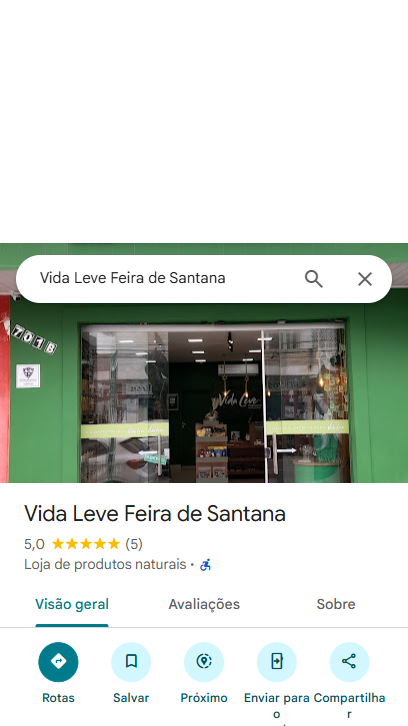 Vida Leve Feira de Santana
701B
Vida Leve
Vida Leve Feira de Santana
5,0 (5)
Loja de produtos naturais ·
Visão geral Avaliações Sobre
Rotas Salvar Próximo Enviar para o Compartilhar